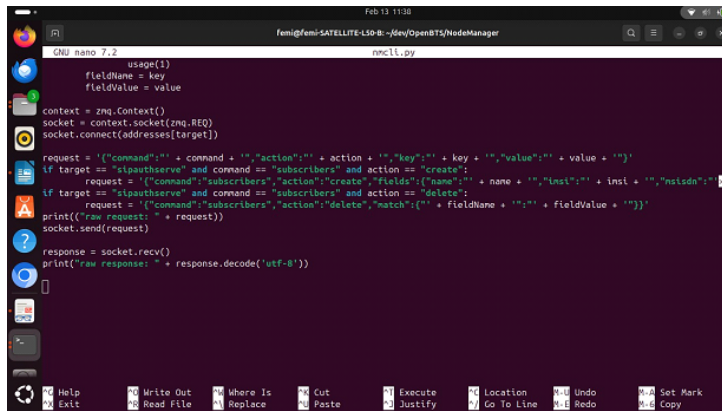 Feb 13 11:38
femi@femi-SATELLITE-L50-B: ~/dev/OpenBTS/NodeManager
GNU nano 7.2 nmcli.py
usage(1)
fieldName = key
fieldValue = value
context = zmq.Context()
socket = context.socket(zmq.REQ)
socket.connect(addresses[target])
request = '{"command":"' + command + '","action":"' + action + '","key":"' + key + '","value":"' + value + '"}'
if target == "sipauthserve" and command == "subscribers" and action == "create":
request = '{"command":"subscribers","action":"create","fields":{"name":"' + name + '","imsi":"' + imsi + '","msisdn":"'
if target == "sipauthserve" and command == "subscribers" and action == "delete":
request = '{"command":"subscribers","action":"delete","match":{"' + fieldName + '":"' + fieldValue + '"}}'
print(("raw request: " + request))
socket.send(request)
response = socket.recv()
print("raw response: " + response.decode('utf-8'))
^G Help ^O Write Out ^W Where Is ^K Cut ^T Execute ^C Location M-U Undo M-A Set Mark
^X Exit ^R Read File ^\ Replace ^U Paste ^J Justify ^/ Go To Line M-E Redo M-6 Copy
3